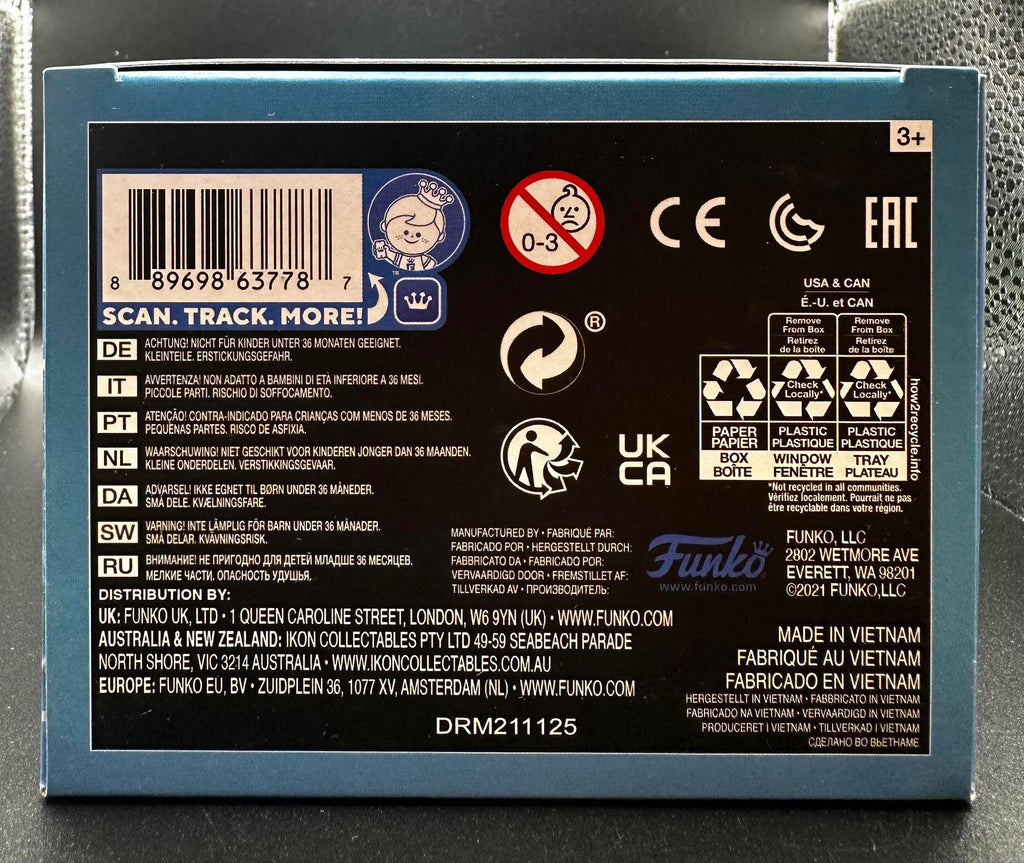 3+
8 89698 63778 7
™
SCAN. TRACK. MORE!
0-3
CE
EAC
®
UK
CA
USA & CAN
É.-U. et CAN
Remove
From Box
Retirez
de la boîte
Remove
From Box
Retirez
de la boîte
Check
Locally*
Check
Locally*
PAPER
PAPIER
PLASTIC
PLASTIQUE
PLASTIC
PLASTIQUE
BOX
BOÎTE
WINDOW
FENÊTRE
TRAY
PLATEAU
how2recycle.info
*Not recycled in all communities.
Vérifiez localement. Pourrait ne pas
être recyclable dans votre région.
DE ACHTUNG! NICHT FÜR KINDER UNTER 36 MONATEN GEEIGNET.
KLEINTEILE. ERSTICKUNGSGEFAHR.
IT AVVERTENZA! NON ADATTO A BAMBINI DI ETÀ INFERIORE A 36 MESI.
PICCOLE PARTI. RISCHIO DI SOFFOCAMENTO.
PT ATENÇÃO! CONTRA-INDICADO PARA CRIANÇAS COM MENOS DE 36 MESES.
PEQUENAS PARTES. RISCO DE ASFIXIA.
NL WAARSCHUWING! NIET GESCHIKT VOOR KINDEREN JONGER DAN 36 MAANDEN.
KLEINE ONDERDELEN. VERSTIKKINGSGEVAAR.
DA ADVARSEL! IKKE EGNET TIL BØRN UNDER 36 MÅNEDER.
SMÅ DELE. KVÆLNINGSFARE.
SW VARNING! INTE LÄMPLIG FÖR BARN UNDER 36 MÅNADER.
SMÅ DELAR. KVÄVNINGSRISK.
RU ВНИМАНИЕ! НЕ ПРИГОДНО ДЛЯ ДЕТЕЙ МЛАДШЕ 36 МЕСЯЦЕВ.
МЕЛКИЕ ЧАСТИ. ОПАСНОСТЬ УДУШЬЯ.
MANUFACTURED BY • FABRIQUÉ PAR:
FABRICADO POR • HERGESTELLT DURCH:
FABBRICATO DA • FABRICADO POR:
VERVAARDIGD DOOR • FREMSTILLET AF:
TILLVERKAD AV • ПРОИЗВОДИТЕЛЬ:
Funko
www.funko.com
FUNKO, LLC
2802 WETMORE AVE
EVERETT, WA 98201
©2021 FUNKO,LLC
DISTRIBUTION BY:
UK: FUNKO UK, LTD • 1 QUEEN CAROLINE STREET, LONDON, W6 9YN (UK) • WWW.FUNKO.COM
AUSTRALIA & NEW ZEALAND: IKON COLLECTABLES PTY LTD 49-59 SEABEACH PARADE
NORTH SHORE, VIC 3214 AUSTRALIA • WWW.IKONCOLLECTABLES.COM.AU
EUROPE: FUNKO EU, BV • ZUIDPLEIN 36, 1077 XV, AMSTERDAM (NL) • WWW.FUNKO.COM
MADE IN VIETNAM
FABRIQUÉ AU VIETNAM
FABRICADO EN VIETNAM
HERGESTELLT IN VIETNAM • FABBRICATO IN VIETNAM
FABRICADO NA VIETNAM • VERVAARDIGD IN VIETNAM
PRODUCERET I VIETNAM • TILLVERKAD I VIETNAM
СДЕЛАНО ВО ВЬЕТНАМЕ
DRM211125